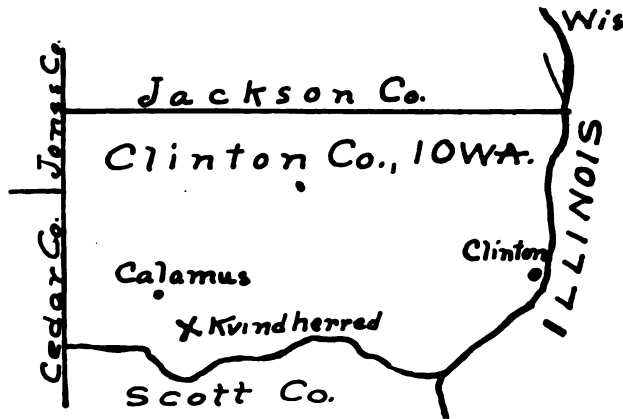 Wis
Jackson Co.
Jones Co.
Clinton Co., IOWA.
ILLINOIS
Clinton
Calamus
Cedar Co.
x Kvindherred
Scott Co.